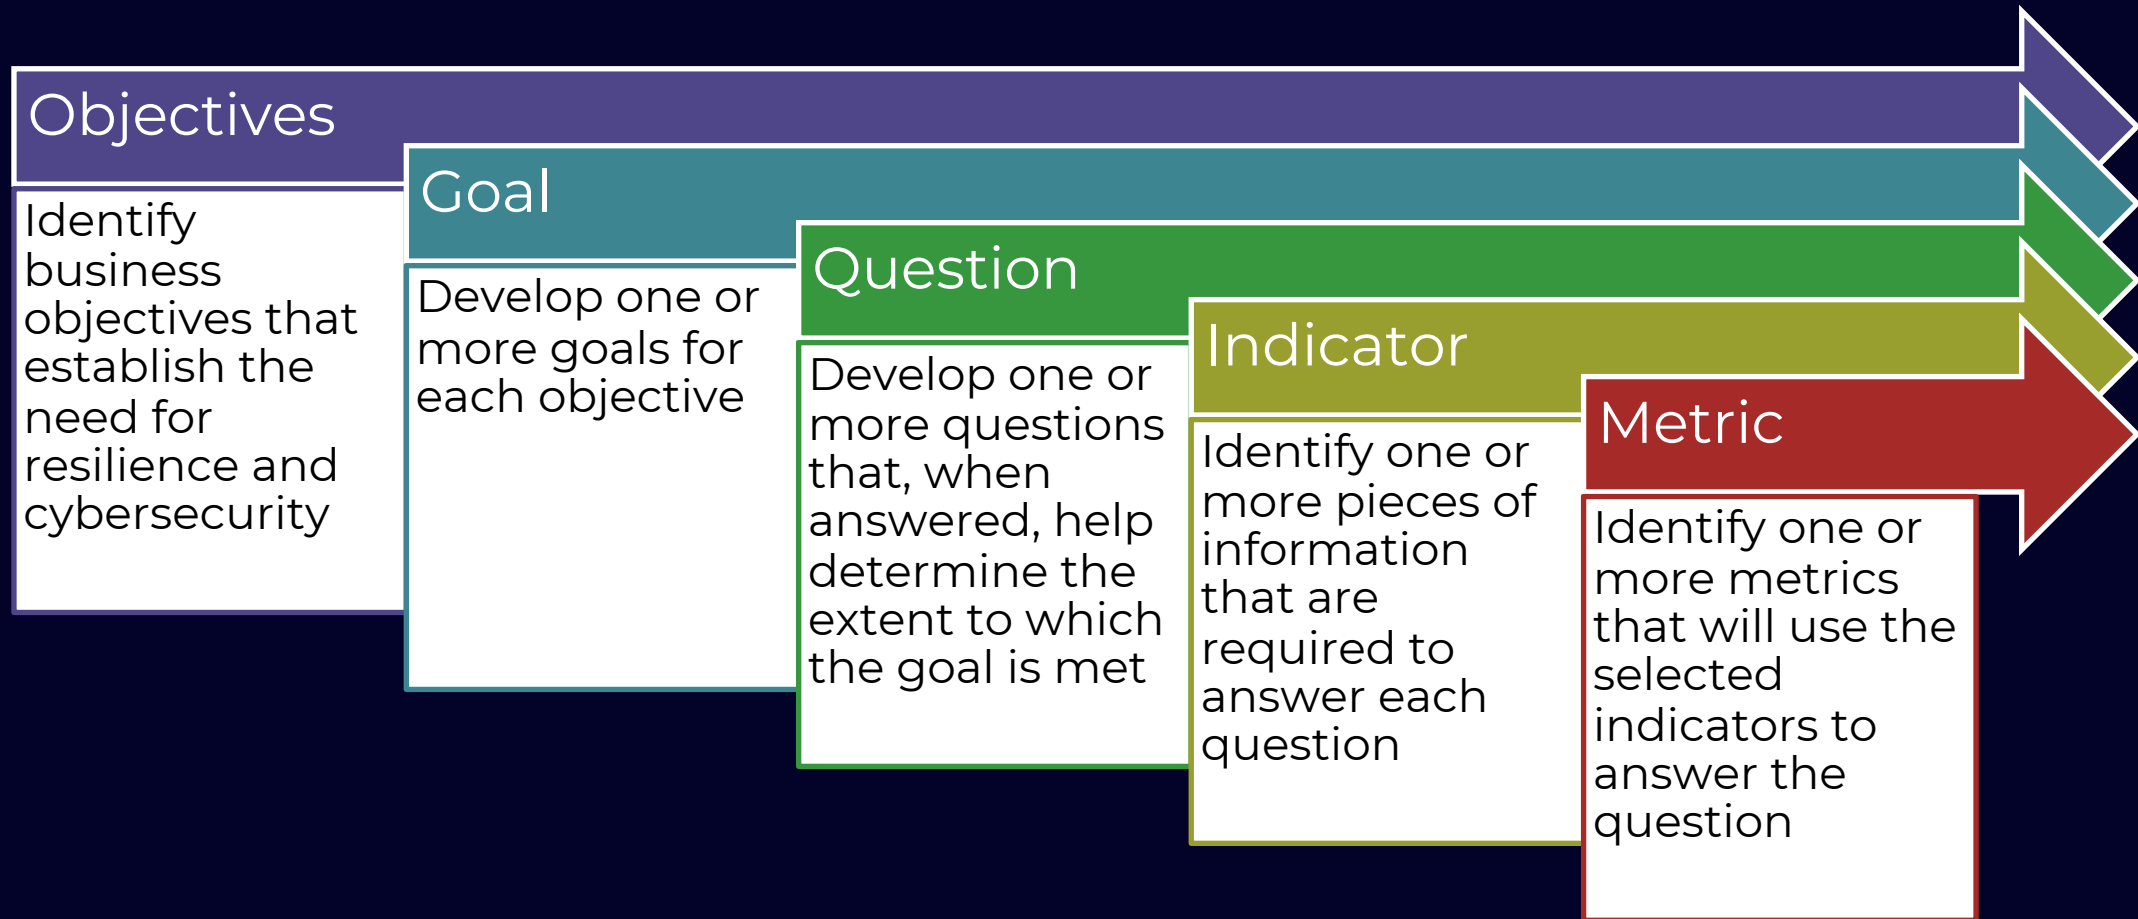 Objectives
Identify
business
objectives that
establish the
need for
resilience and
cybersecurity
Goal
Develop one or
more goals for
each objective
Question
Develop one or
more questions
that, when
answered, help
determine the
extent to which
the goal is met
Indicator
Identify one or
more pieces of
information
that are
required to
answer each
question
Metric
Identify one or
more metrics
that will use the
selected
indicators to
answer the
question